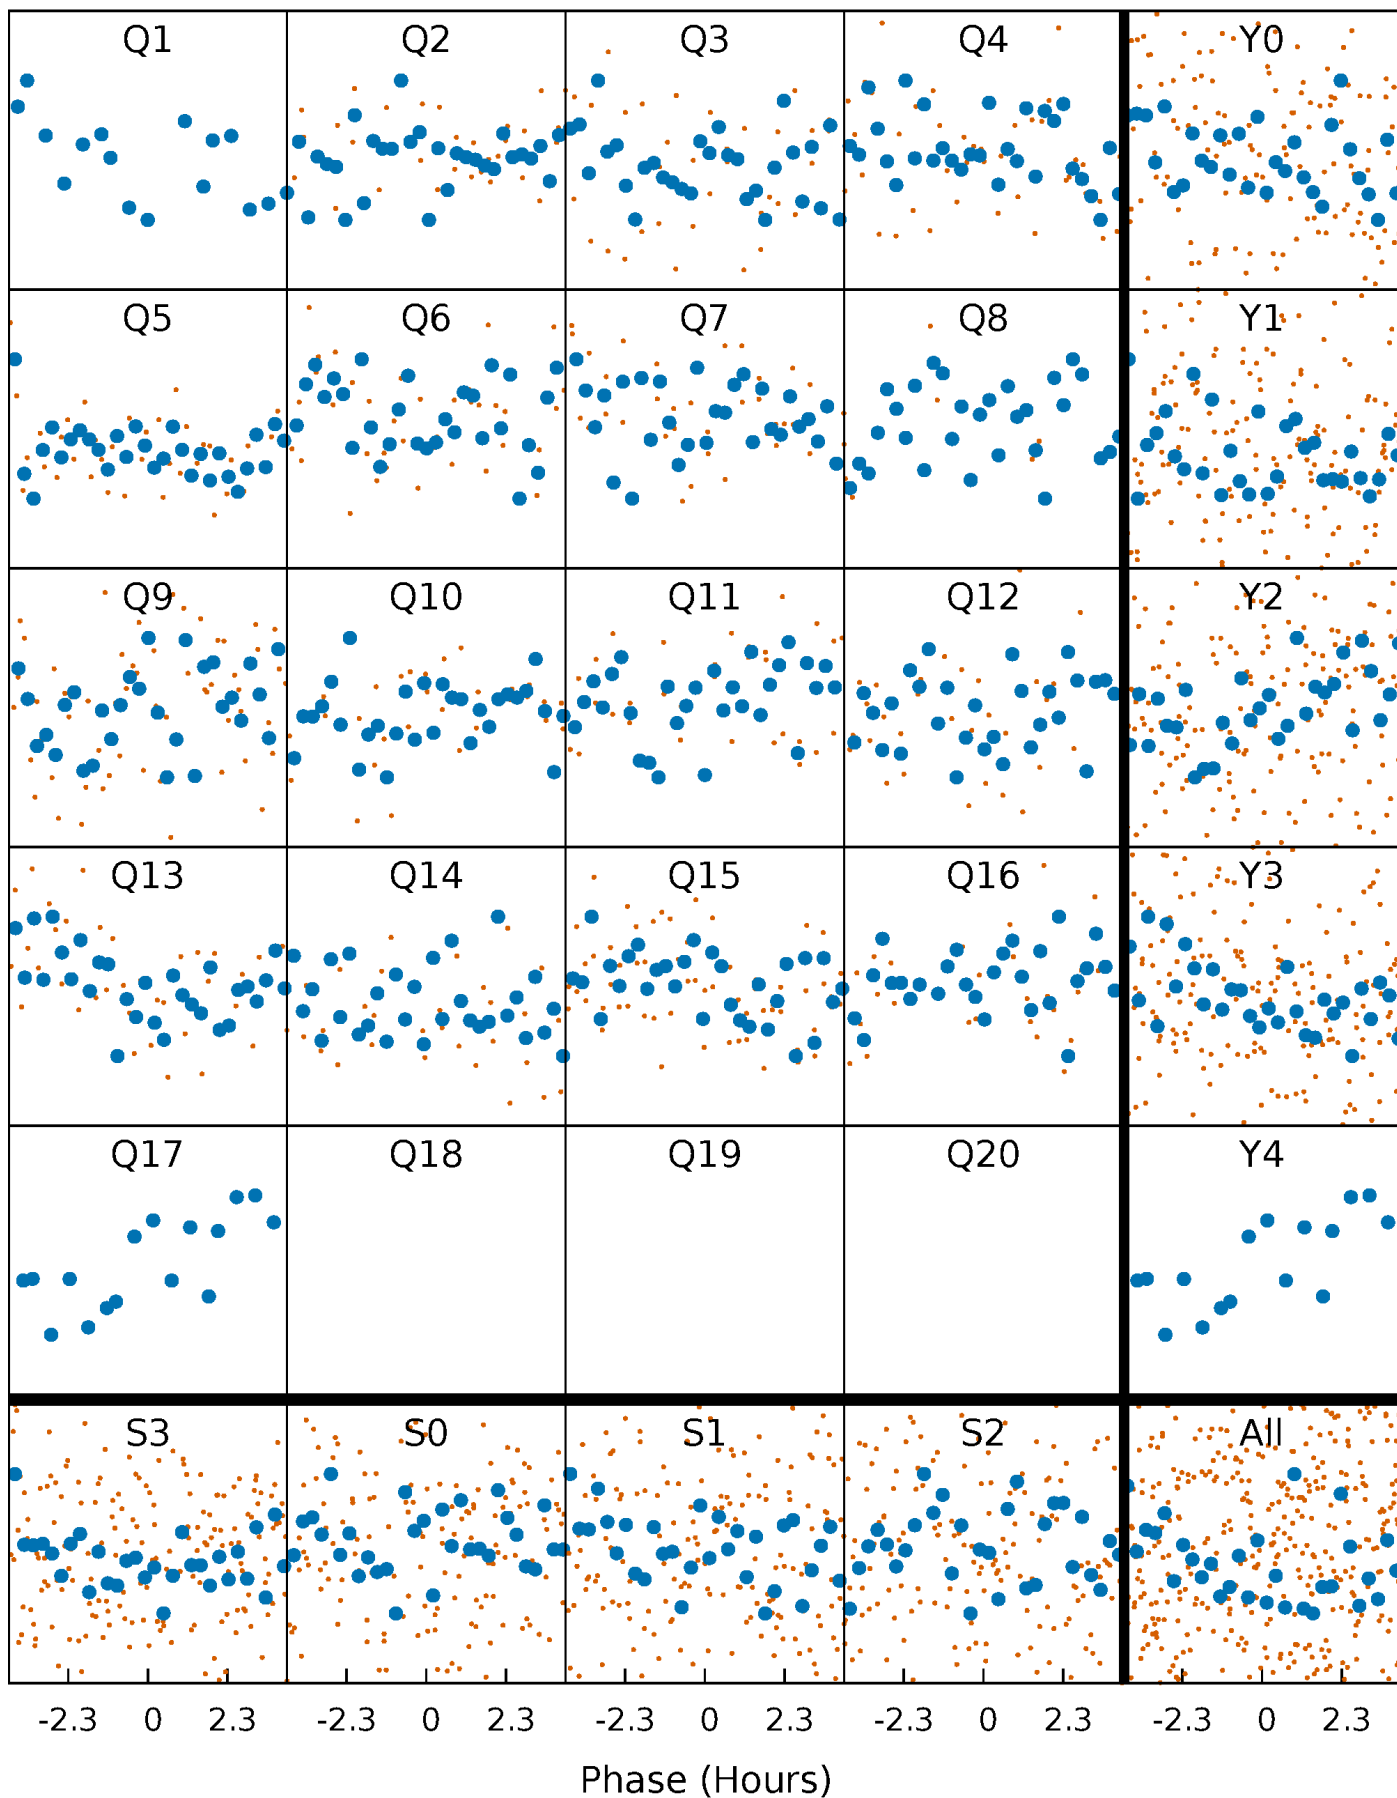 Q1 Q2 Q3 Q4 Y0
Q5 Q6 Q7 Q8 Y1
Q9 Q10 Q11 Q12 Y2
Q13 Q14 Q15 Q16 Y3
Q17 Q18 Q19 Q20 Y4
S3 S0 S1 S2 All
-2.3 0 2.3 -2.3 0 2.3 -2.3 0 2.3 -2.3 0 2.3 -2.3 0 2.3
Phase (Hours)